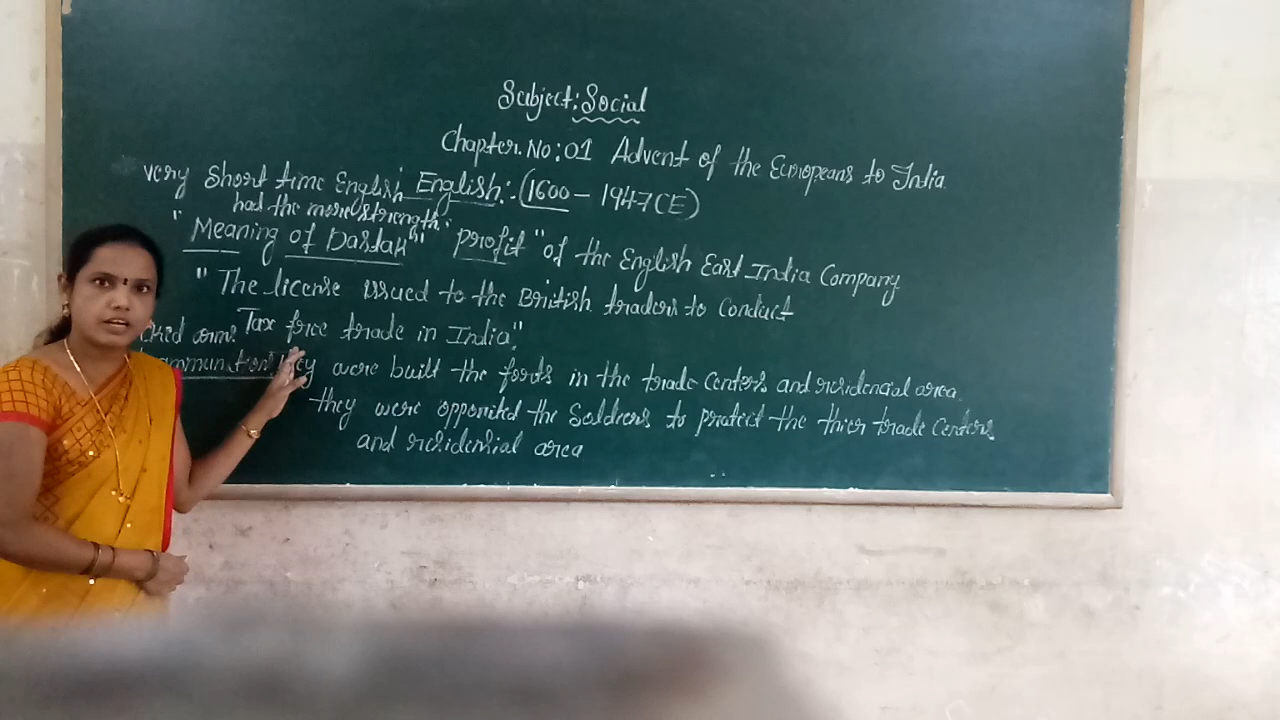 Subject: Social
Chapter. No: 01 Advent of the Europeans to India
very short time English English:- (1600 - 1947 CE)
had the more strength
"Meaning of Dastak" "profit" of the English East India Company
"The license issued to the British traders to Conduct
Tax free trade in India"
they were built the forts in the trade Centers and residencial area
they were oppointed the Soldiers to protect the thier trade Centers
and residensial area